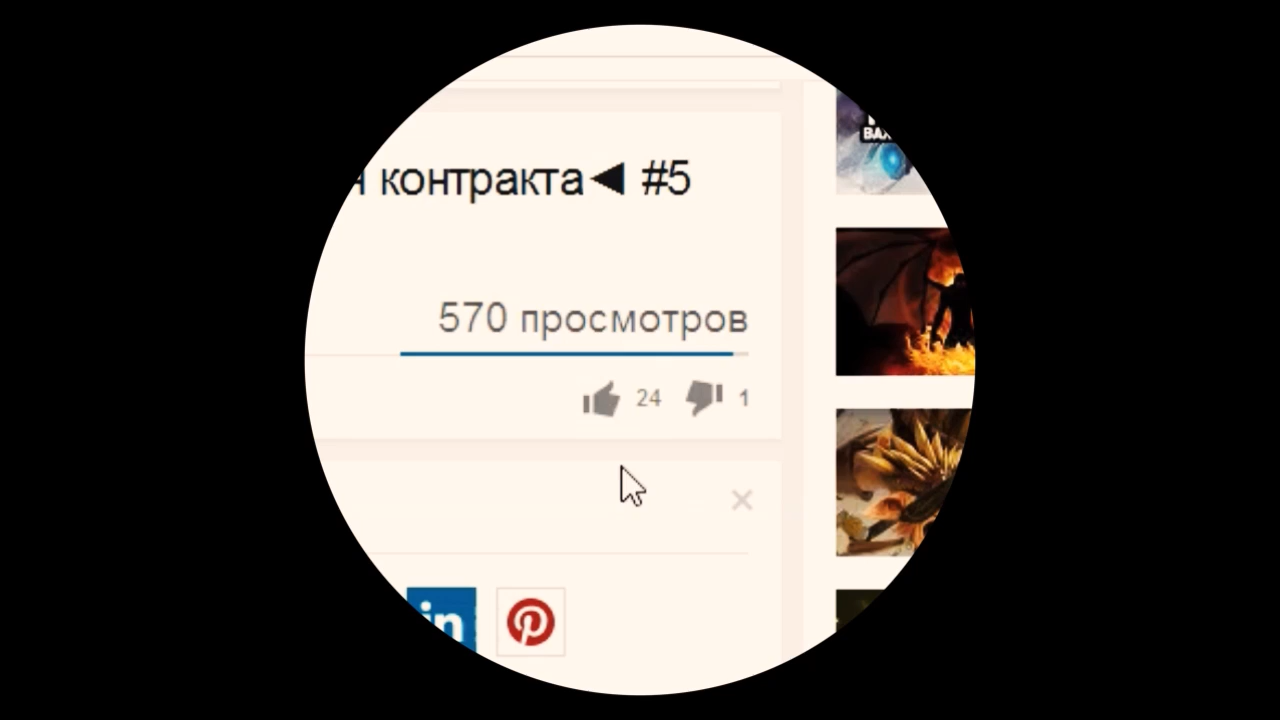 контракта◄ #5
570 просмотров
24 1
in